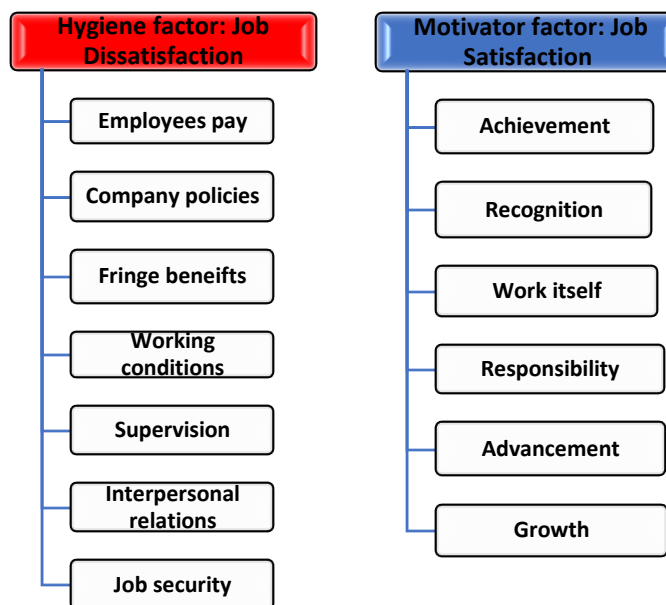 Hygiene factor: Job
Dissatisfaction
Employees pay
Company policies
Fringe beneifts
Working
conditions
Supervision
Interpersonal
relations
Job security
Motivator factor: Job
Satisfaction
Achievement
Recognition
Work itself
Responsibility
Advancement
Growth